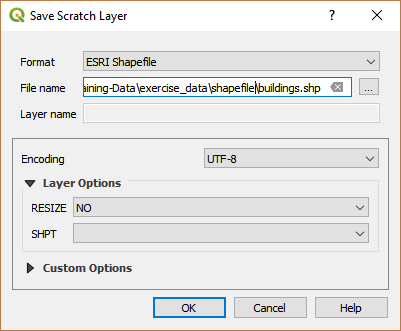 Save Scratch Layer
Format ESRI Shapefile
File name aining-Data\exercise_data\shapefile\buildings.shp ...
Layer name
Encoding UTF-8
Layer Options
RESIZE NO
SHPT
Custom Options
OK Cancel Help